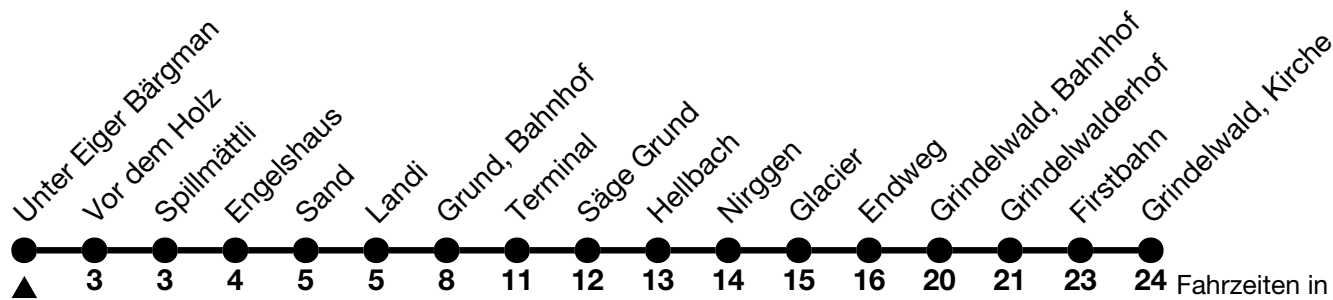 Unter Eiger Bärgman
Vor dem Holz
Spillmättli
Engelshaus
Sand
Landi
Grund, Bahnhof
Terminal
Säge Grund
Hellbach
Nirggen
Glacier
Endweg
Grindelwald, Bahnhof
Grindelwalderhof
Firstbahn
Grindelwald, Kirche
3 3 4 5 5 8 11 12 13 14 15 16 20 21 23 24 Fahrzeiten in